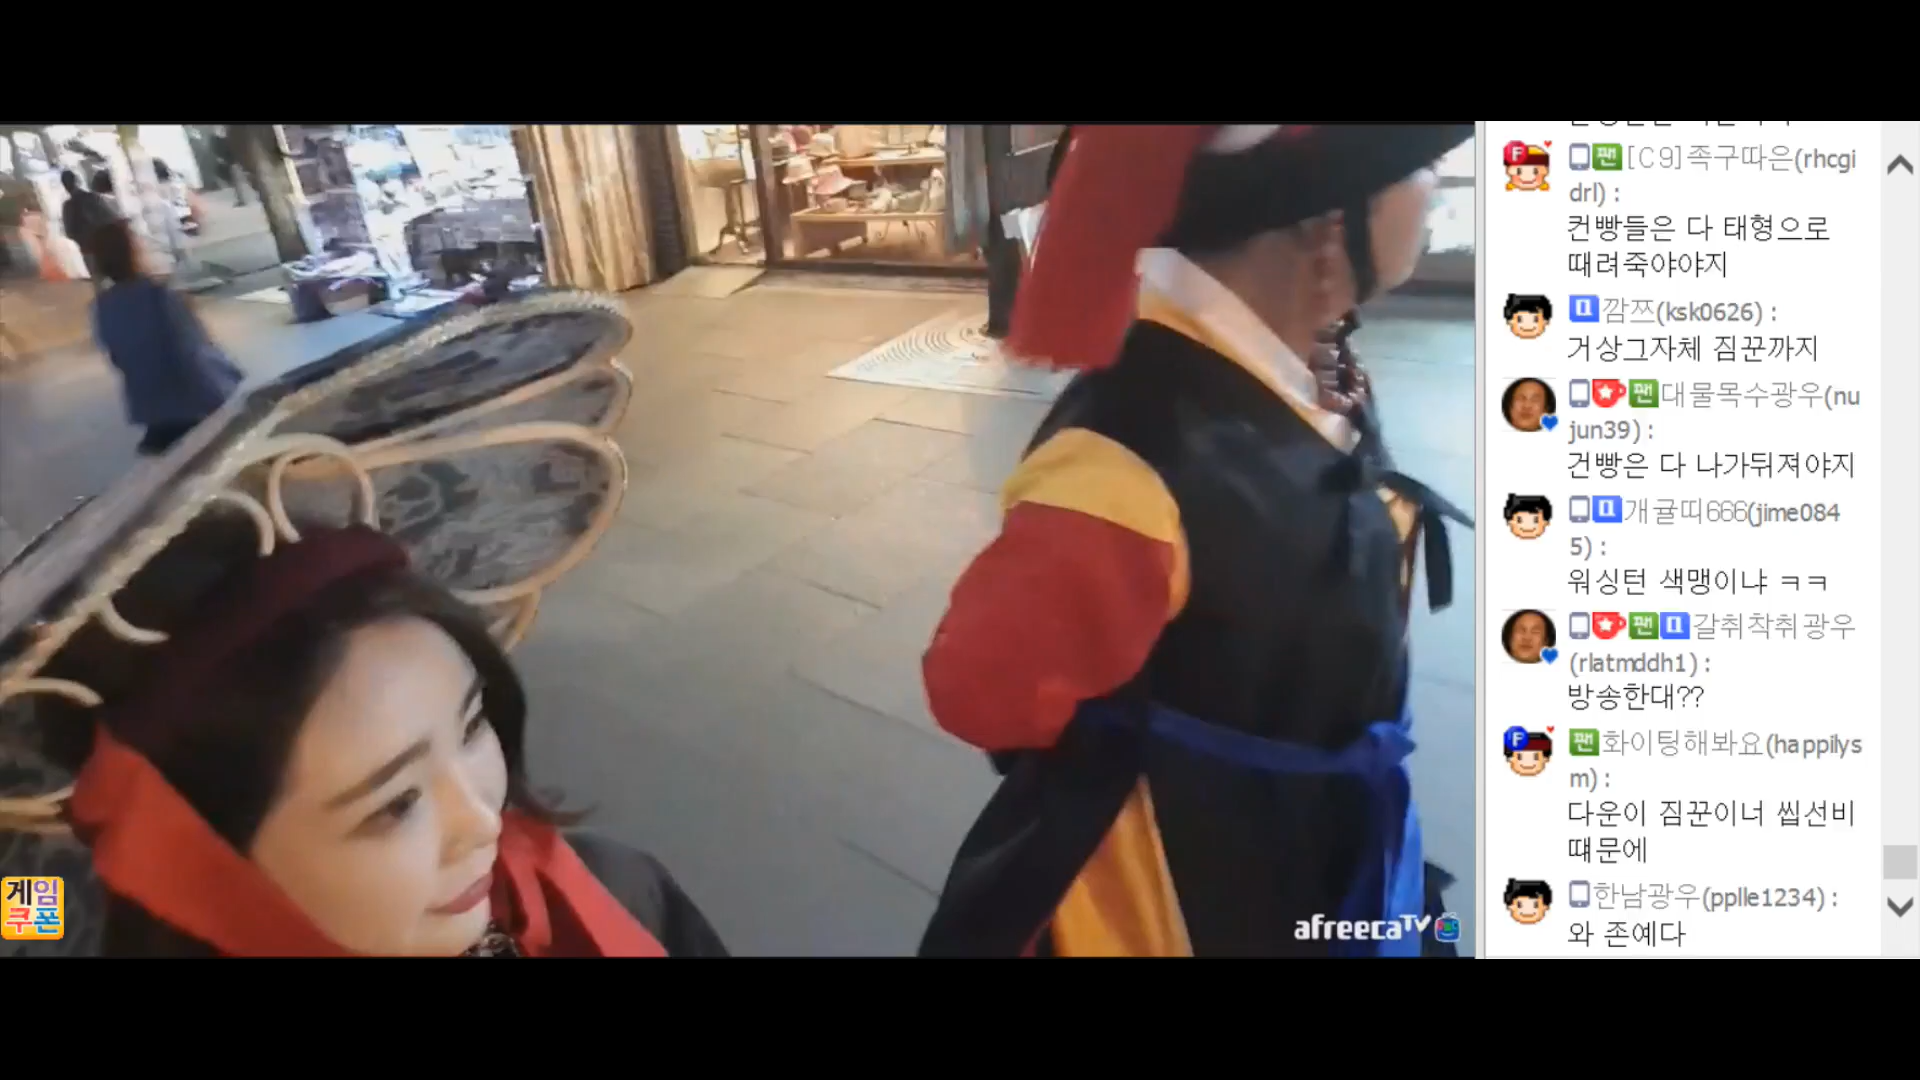 게임
쿠폰
afreecaTV
팬 [C9]족구따은(rhcgi
drl) :
컨빵들은 다 태형으로
때려죽야야지
깜쯔(ksk0626) :
거상그자체 짐꾼까지
팬 대물목수광우(nu
jun39) :
건빵은 다 나가뒤져야지
개귤띠666(jime084
5) :
워싱턴 색맹이냐 ㅋㅋ
팬 갈취착취광우
(rlatmddh1) :
방송한대??
팬 화이팅해봐요(happilys
m) :
다운이 짐꾼이너 씹선비
떄문에
한남광우(pplle1234) :
와 존예다